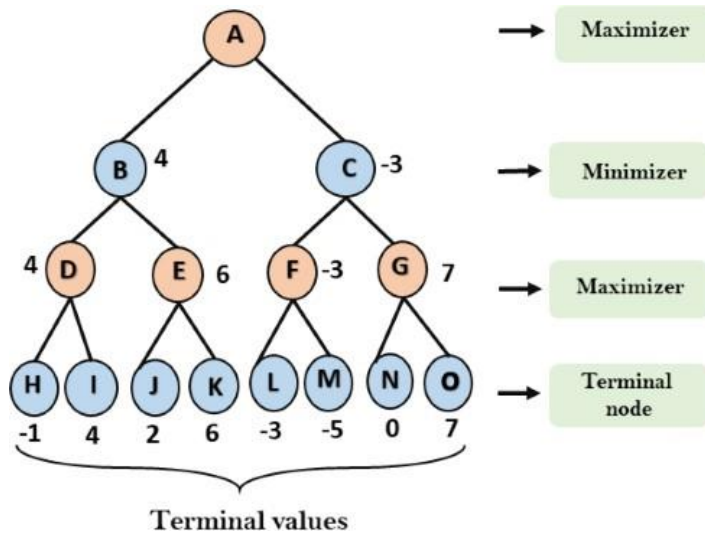 A
Maximizer
B
4
C
-3
Minimizer
4
D
E
6
F
-3
G
7
Maximizer
H
I
J
K
L
M
N
O
Terminal
node
-1
4
2
6
-3
-5
0
7
Terminal values